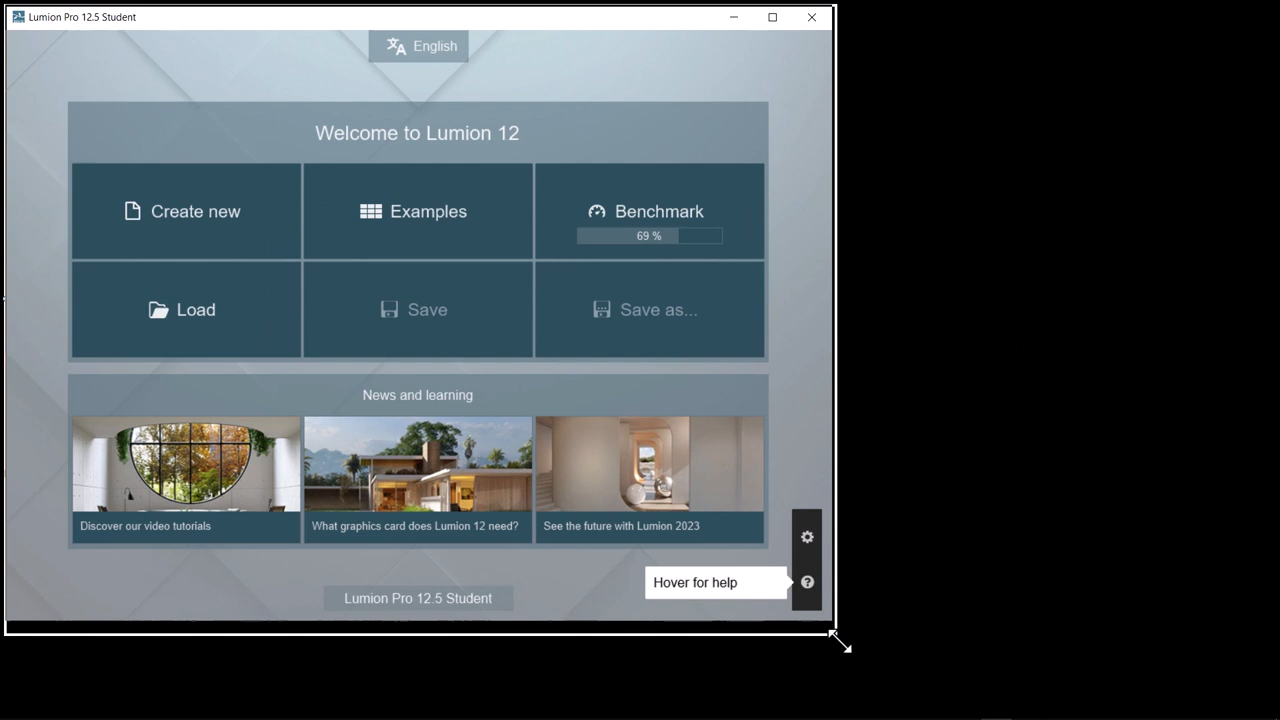 Lumion Pro 12.5 Student
English
Welcome to Lumion 12
Create new
Examples
Benchmark
69 %
Load
Save
Save as...
News and learning
Discover our video tutorials
What graphics card does Lumion 12 need?
See the future with Lumion 2023
Hover for help
Lumion Pro 12.5 Student